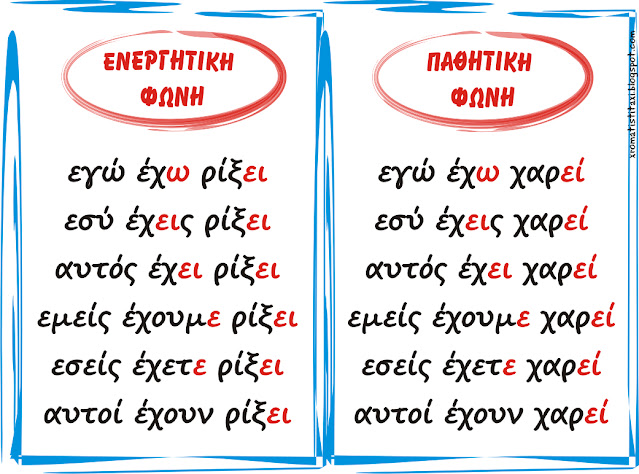 ΕΝΕΡΓΗΤΙΚΗ
ΦΩΝΗ
εγώ έχω ρίξει
εσύ έχεις ρίξει
αυτός έχει ρίξει
εμείς έχουμε ρίξει
εσείς έχετε ρίξει
αυτοί έχουν ρίξει
ΠΑΘΗΤΙΚΗ
ΦΩΝΗ
εγώ έχω χαρεί
εσύ έχεις χαρεί
αυτός έχει χαρεί
εμείς έχουμε χαρεί
εσείς έχετε χαρεί
αυτοί έχουν χαρεί
xromatistitaxi.blogspot.com